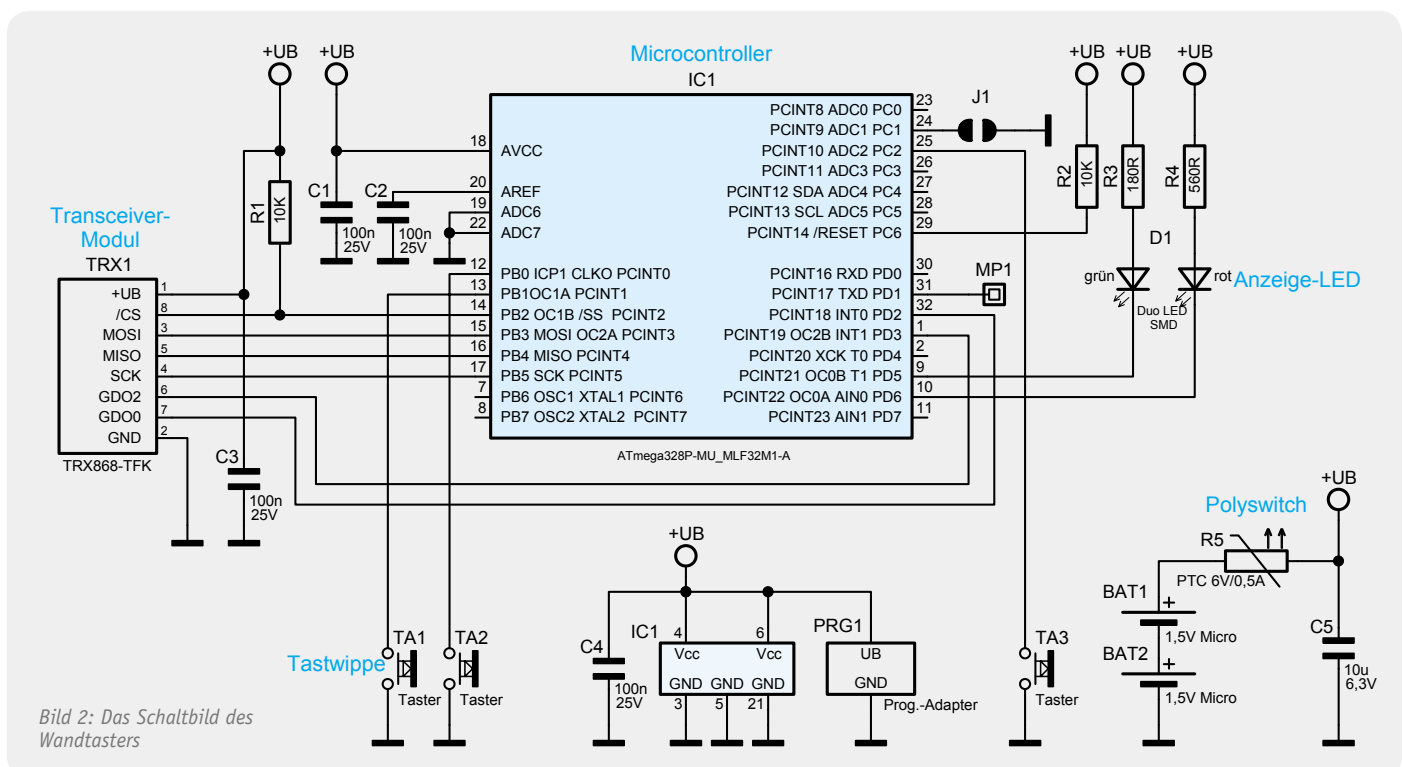 +UB
+UB
Microcontroller
IC1
+UB
+UB
+UB
J1
18
AVCC
20
AREF
19
ADC6
22
ADC7
12
PB0 ICP1 CLKO PCINT0
13
PB1OC1A PCINT1
14
PB2 OC1B /SS PCINT2
15
PB3 MOSI OC2A PCINT3
16
PB4 MISO PCINT4
17
PB5 SCK PCINT5
7
PB6 OSC1 XTAL1 PCINT6
8
PB7 OSC2 XTAL2 PCINT7
PCINT8 ADC0 PC0
23
PCINT9 ADC1 PC1
24
PCINT10 ADC2 PC2
25
PCINT11 ADC3 PC3
26
PCINT12 SDA ADC4 PC4
27
PCINT13 SCL ADC5 PC5
28
PCINT14 /RESET PC6
29
PCINT16 RXD PD0
30
PCINT17 TXD PD1
31
PCINT18 INT0 PD2
32
PCINT19 OC2B INT1 PD3
1
PCINT20 XCK T0 PD4
2
PCINT21 OC0B T1 PD5
9
PCINT22 OC0A AIN0 PD6
10
PCINT23 AIN1 PD7
11
ATmega328P-MU_MLF32M1-A
R1
10K
C1
100n
25V
C2
100n
25V
R2
10K
R3
180R
R4
560R
D1
grün
rot
Anzeige-LED
Duo LED
SMD
MP1
Transceiver-
Modul
TRX1
+UB
1
/CS
8
MOSI
3
MISO
5
SCK
4
GDO2
6
GDO0
7
GND
2
TRX868-TFK
C3
100n
25V
Tastwippe
TA1
Taster
TA2
Taster
+UB
C4
100n
25V
IC1
4
6
Vcc
Vcc
GND
GND
GND
3
5
21
PRG1
UB
GND
Prog.-Adapter
TA3
Taster
+UB
Polyswitch
R5
PTC 6V/0,5A
BAT1
+
1,5V Micro
BAT2
+
1,5V Micro
C5
10u
6,3V
Bild 2: Das Schaltbild des
Wandtasters